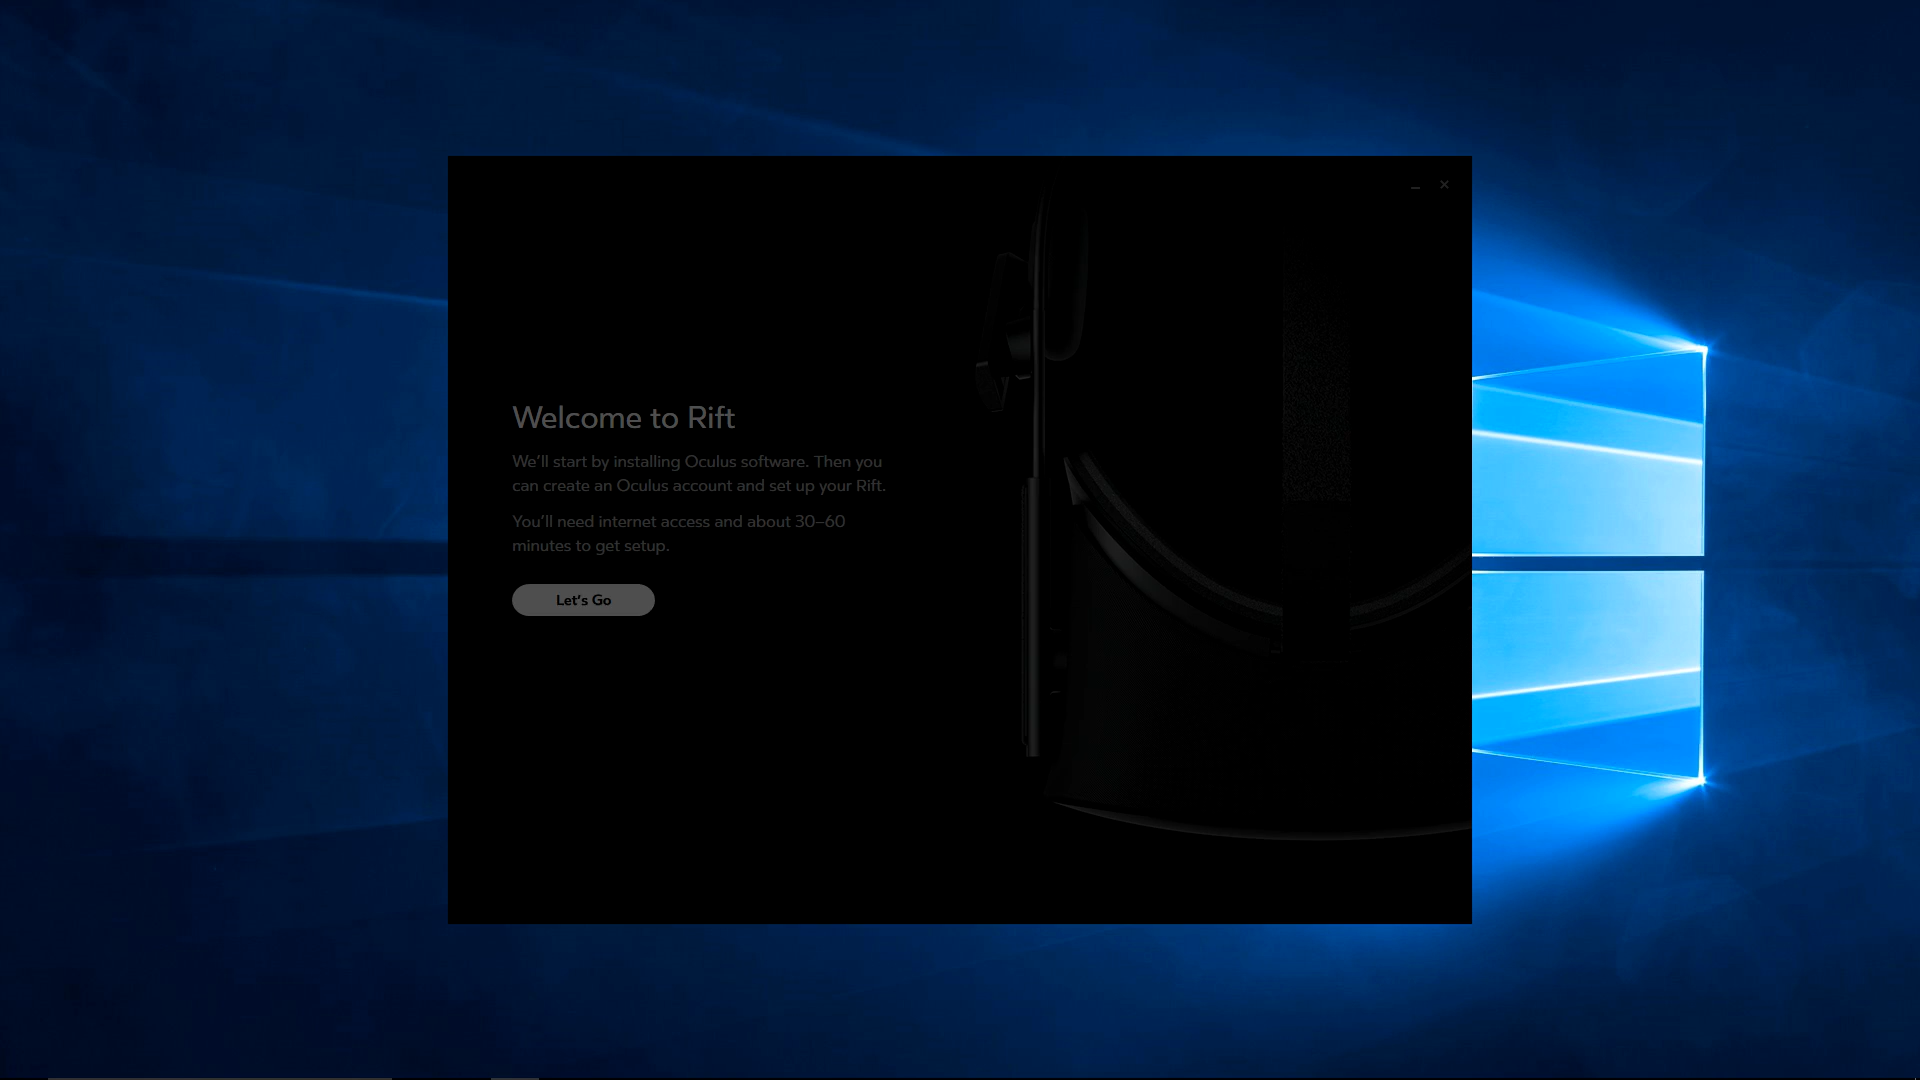 Welcome to Rift
We’ll start by installing Oculus software. Then you
can create an Oculus account and set up your Rift.
You’ll need internet access and about 30–60
minutes to get setup.
Let’s Go